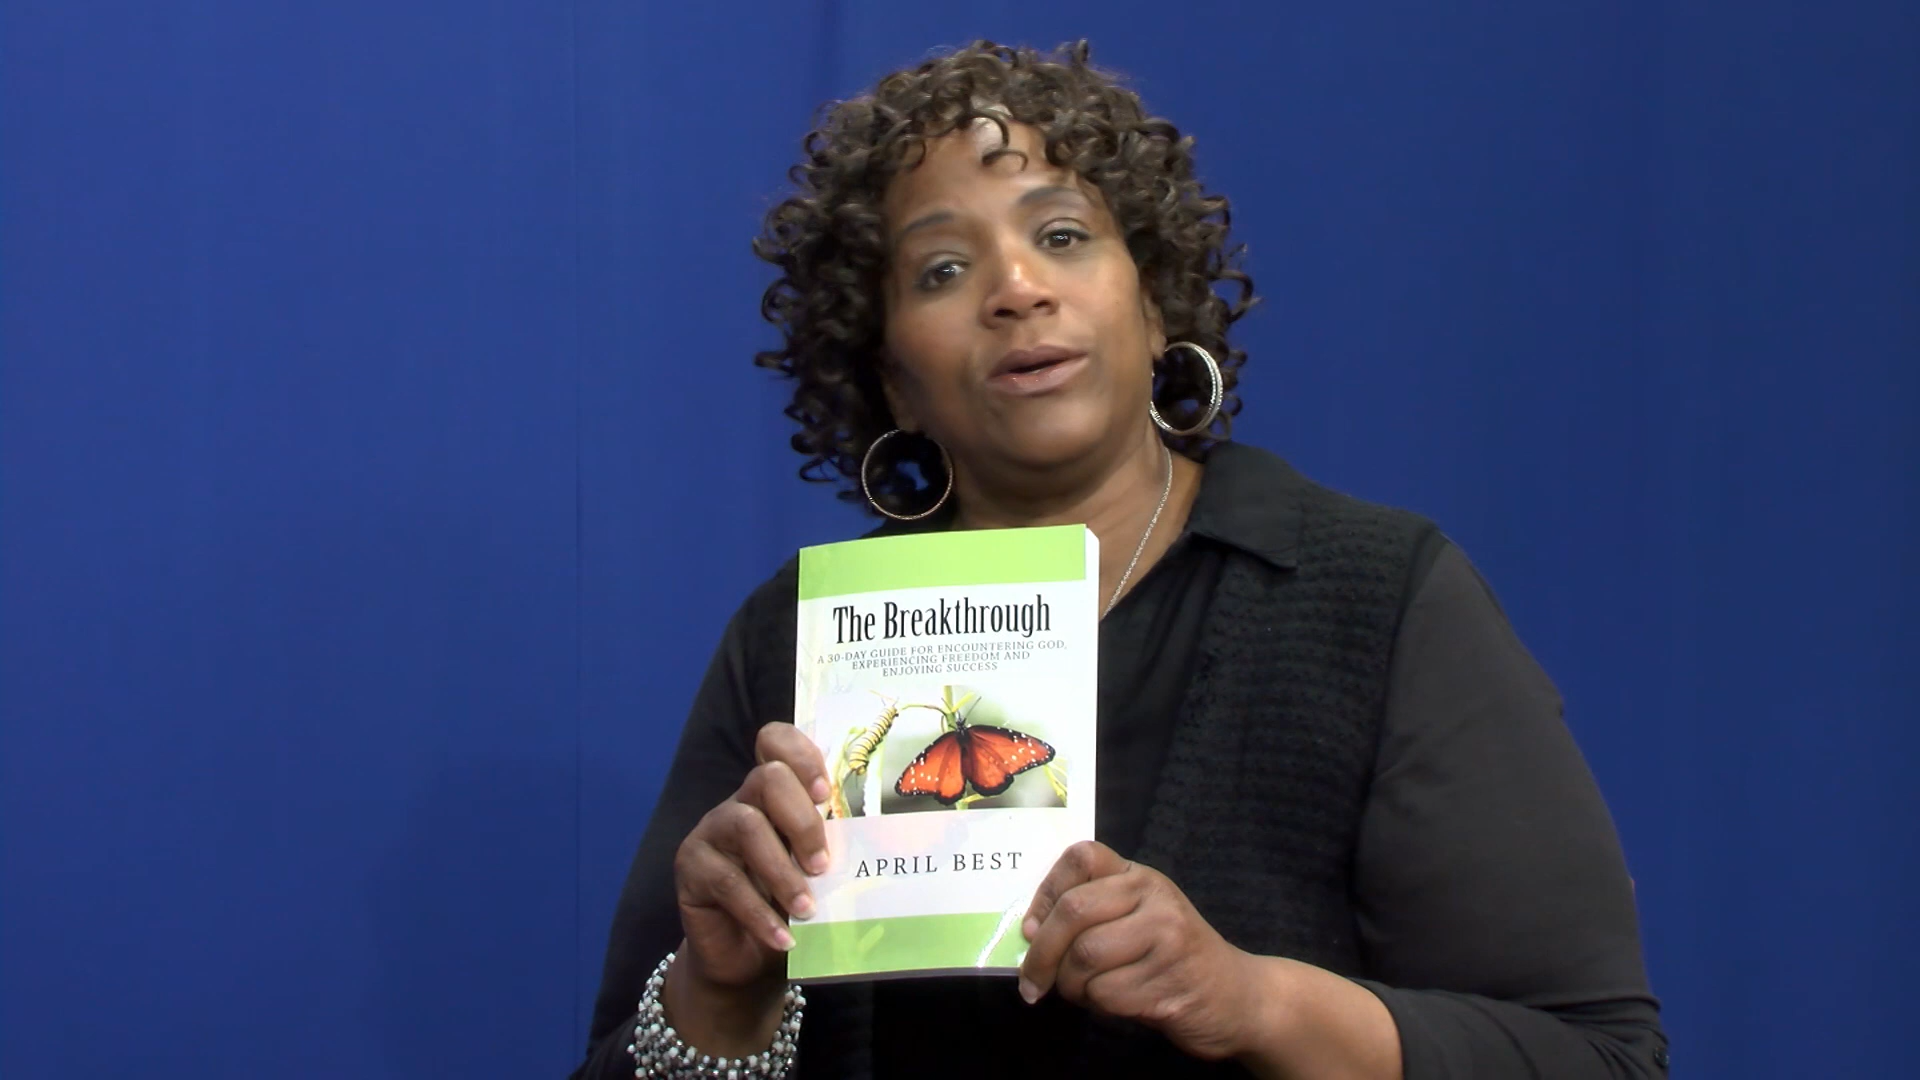 The Breakthrough
A 30-DAY GUIDE FOR ENCOUNTERING GOD,
EXPERIENCING FREEDOM AND
ENJOYING SUCCESS
APRIL BEST